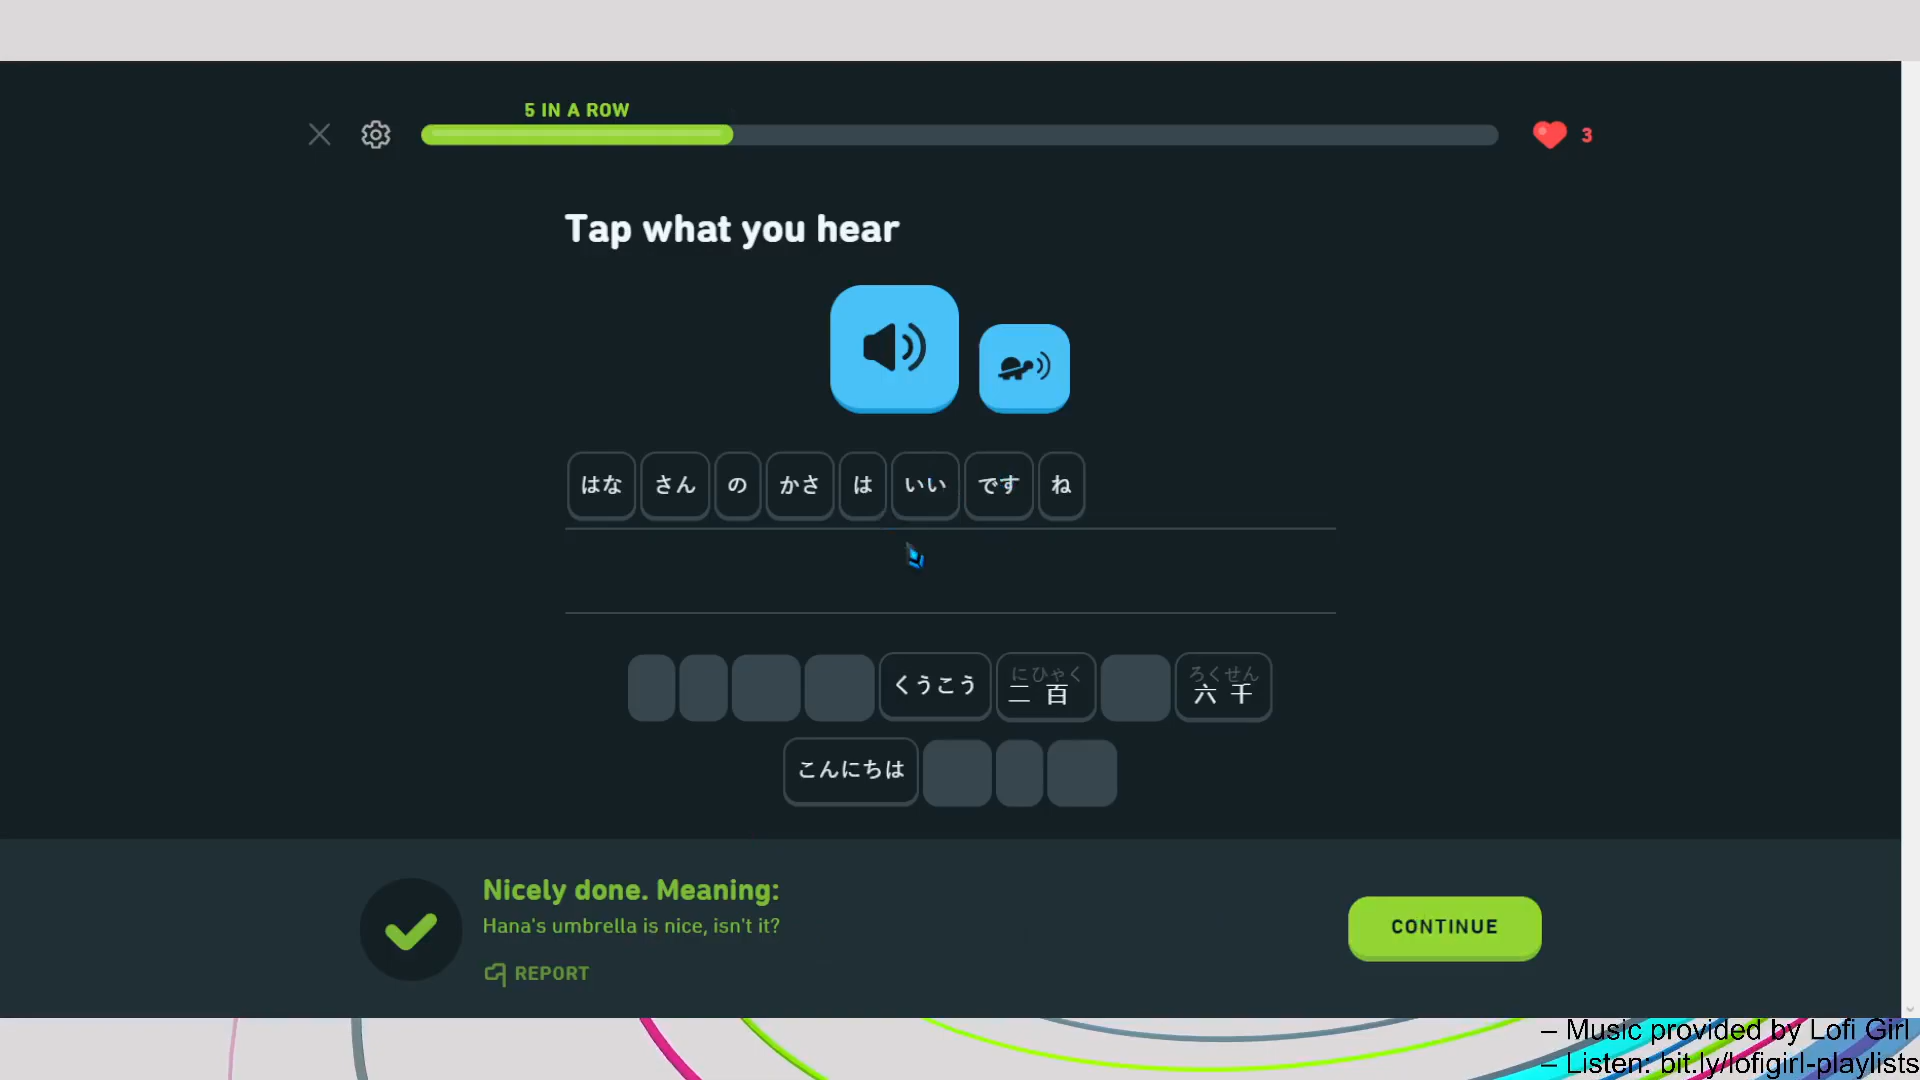 5 IN A ROW
3
Tap what you hear
はな さん の かさ は いい です ね
くうこう 二百 にひゃく 六千 ろくせん
こんにちは
Nicely done. Meaning:
Hana's umbrella is nice, isn't it?
REPORT
CONTINUE
– Music provided by Lofi Girl
– Listen: bit.ly/lofigirl-playlists